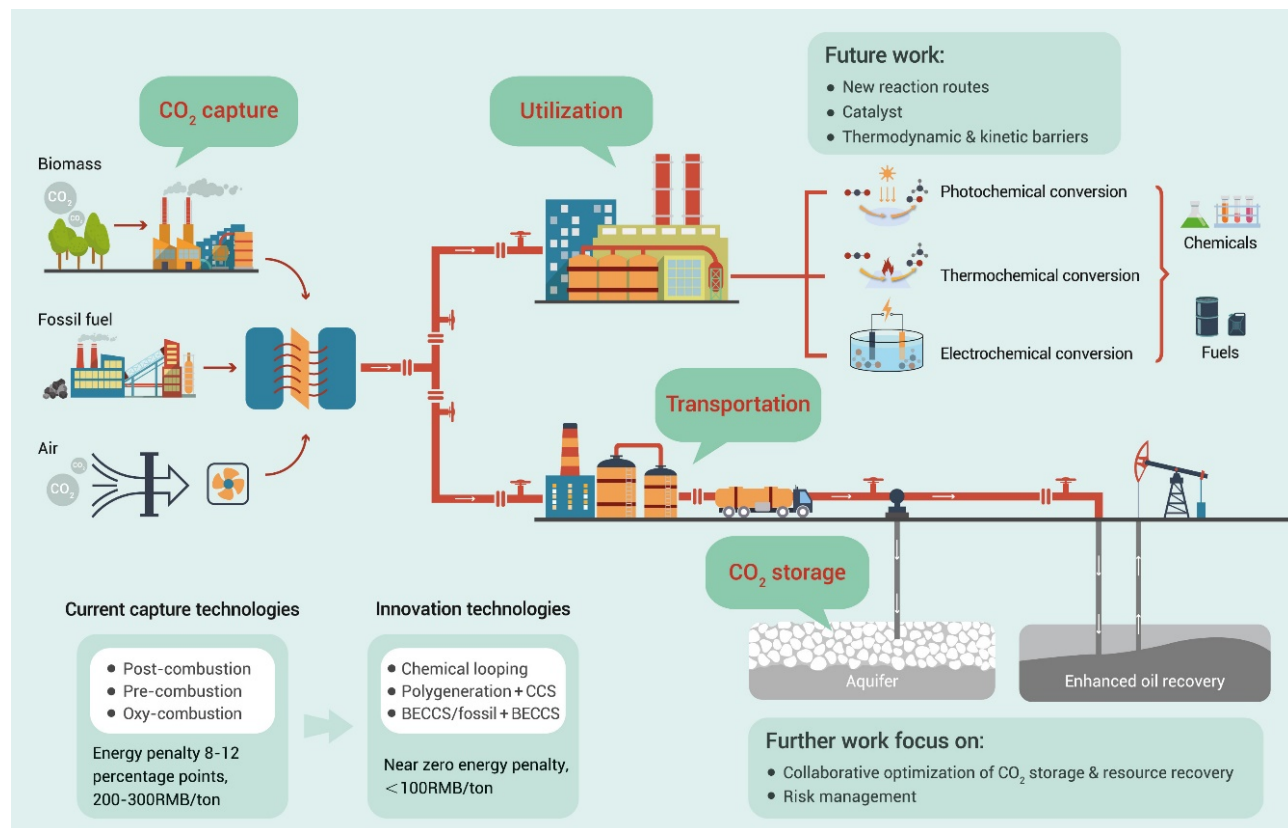 CO₂ capture
Biomass
CO₂
CO₂
Fossil fuel
Air
CO₂
CO₂
Utilization
Future work:
● New reaction routes
● Catalyst
● Thermodynamic & kinetic barriers
Photochemical conversion
Thermochemical conversion
Electrochemical conversion
Chemicals
Fuels
Transportation
CO₂ storage
Aquifer
Enhanced oil recovery
Current capture technologies
● Post-combustion
● Pre-combustion
● Oxy-combustion
Energy penalty 8-12
percentage points,
200-300RMB/ton
Innovation technologies
● Chemical looping
● Polygeneration + CCS
● BECCS/fossil + BECCS
Near zero energy penalty,
<100RMB/ton
Further work focus on:
● Collaborative optimization of CO₂ storage & resource recovery
● Risk management